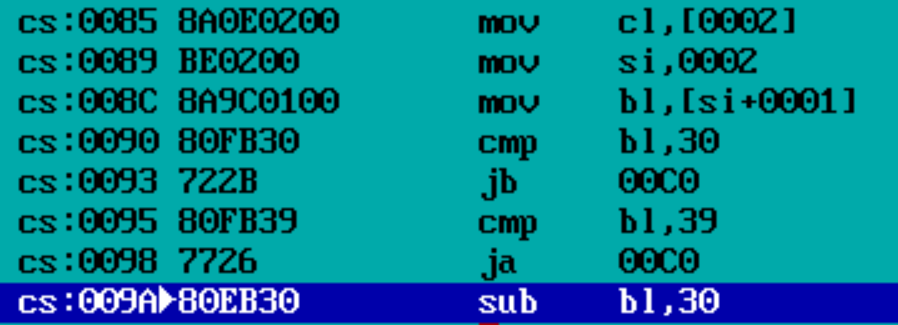 cs:0085 8A0E0200 mov cl,[0002]
cs:0089 BE0200 mov si,0002
cs:008C 8A9C0100 mov bl,[si+0001]
cs:0090 80FB30 cmp bl,30
cs:0093 722B jb 00C0
cs:0095 80FB39 cmp bl,39
cs:0098 7726 ja 00C0
cs:009A►80EB30 sub bl,30